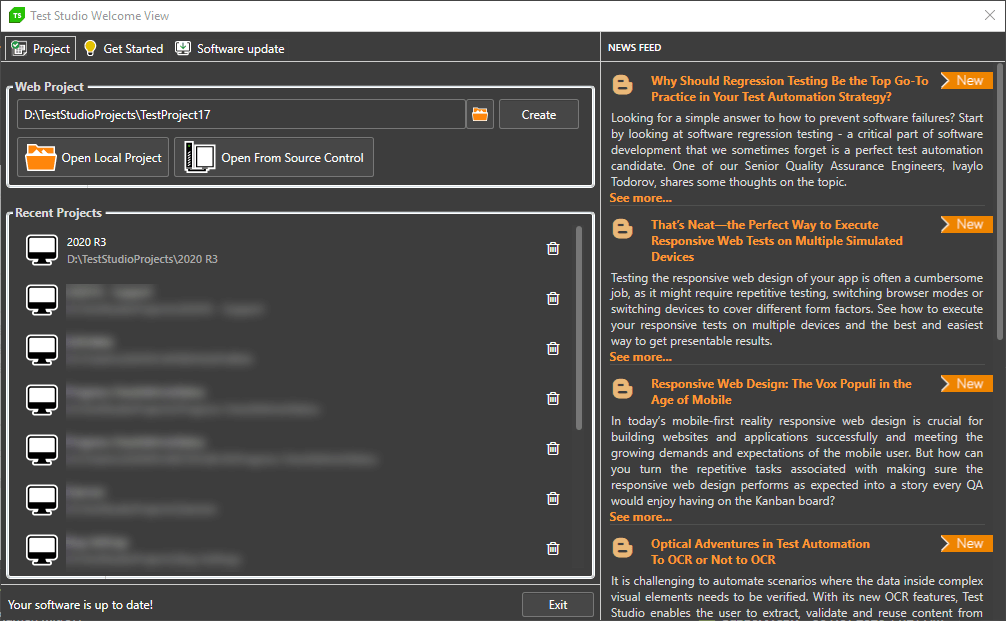 TS Test Studio Welcome View
Project Get Started Software update
Web Project
D:\TestStudioProjects\TestProject17
Create
Open Local Project
Open From Source Control
Recent Projects
2020 R3
D:\TestStudioProjects\2020 R3
Your software is up to date!
Exit
NEWS FEED
Why Should Regression Testing Be the Top Go-To
Practice in Your Test Automation Strategy?
New
Looking for a simple answer to how to prevent software failures? Start
by looking at software regression testing - a critical part of software
development that we sometimes forget is a perfect test automation
candidate. One of our Senior Quality Assurance Engineers, Ivaylo
Todorov, shares some thoughts on the topic.
See more...
That's Neat—the Perfect Way to Execute
Responsive Web Tests on Multiple Simulated
Devices
New
Testing the responsive web design of your app is often a cumbersome
job, as it might require repetitive testing, switching browser modes or
switching devices to cover different form factors. See how to execute
your responsive tests on multiple devices and the best and easiest
way to get presentable results.
See more...
Responsive Web Design: The Vox Populi in the
Age of Mobile
New
In today's mobile-first reality responsive web design is crucial for
building websites and applications successfully and meeting the
growing demands and expectations of the mobile user. But how can
you turn the repetitive tasks associated with making sure the
responsive web design performs as expected into a story every QA
would enjoy having on the Kanban board?
See more...
Optical Adventures in Test Automation
To OCR or Not to OCR
New
It is challenging to automate scenarios where the data inside complex
visual elements needs to be verified. With its new OCR features, Test
Studio enables the user to extract, validate and reuse content from